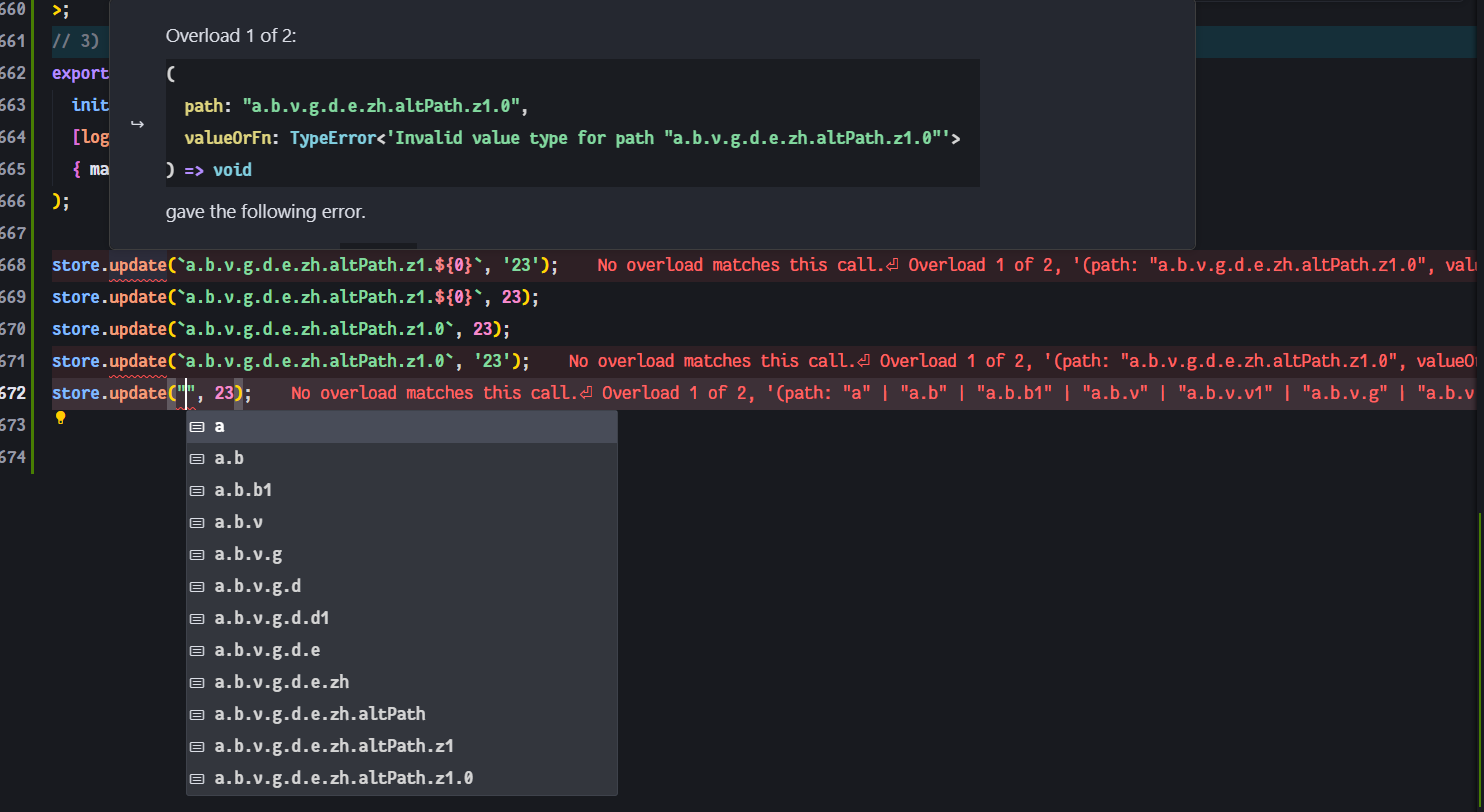 660 >;
Overload 1 of 2:
661 // 3)
662 export
(
path: "a.b.v.g.d.e.zh.altPath.z1.0",
663 init
valueOrFn: TypeError<'Invalid value type for path "a.b.v.g.d.e.zh.altPath.z1.0"'>
664 [log
) => void
665 { ma
666 );
gave the following error.
667
668 store.update(`a.b.v.g.d.e.zh.altPath.z1.${0}`, '23'); No overload matches this call.⏎ Overload 1 of 2, '(path: "a.b.v.g.d.e.zh.altPath.z1.0", valu
669 store.update(`a.b.v.g.d.e.zh.altPath.z1.${0}`, 23);
670 store.update(`a.b.v.g.d.e.zh.altPath.z1.0`, 23);
671 store.update(`a.b.v.g.d.e.zh.altPath.z1.0`, '23'); No overload matches this call.⏎ Overload 1 of 2, '(path: "a.b.v.g.d.e.zh.altPath.z1.0", valueO
672 store.update("", 23); No overload matches this call.⏎ Overload 1 of 2, '(path: "a" | "a.b" | "a.b.b1" | "a.b.v" | "a.b.v.v1" | "a.b.v.g" | "a.b.v
673
a
a.b
674
a.b.b1
a.b.v
a.b.v.g
a.b.v.g.d
a.b.v.g.d.d1
a.b.v.g.d.e
a.b.v.g.d.e.zh
a.b.v.g.d.e.zh.altPath
a.b.v.g.d.e.zh.altPath.z1
a.b.v.g.d.e.zh.altPath.z1.0